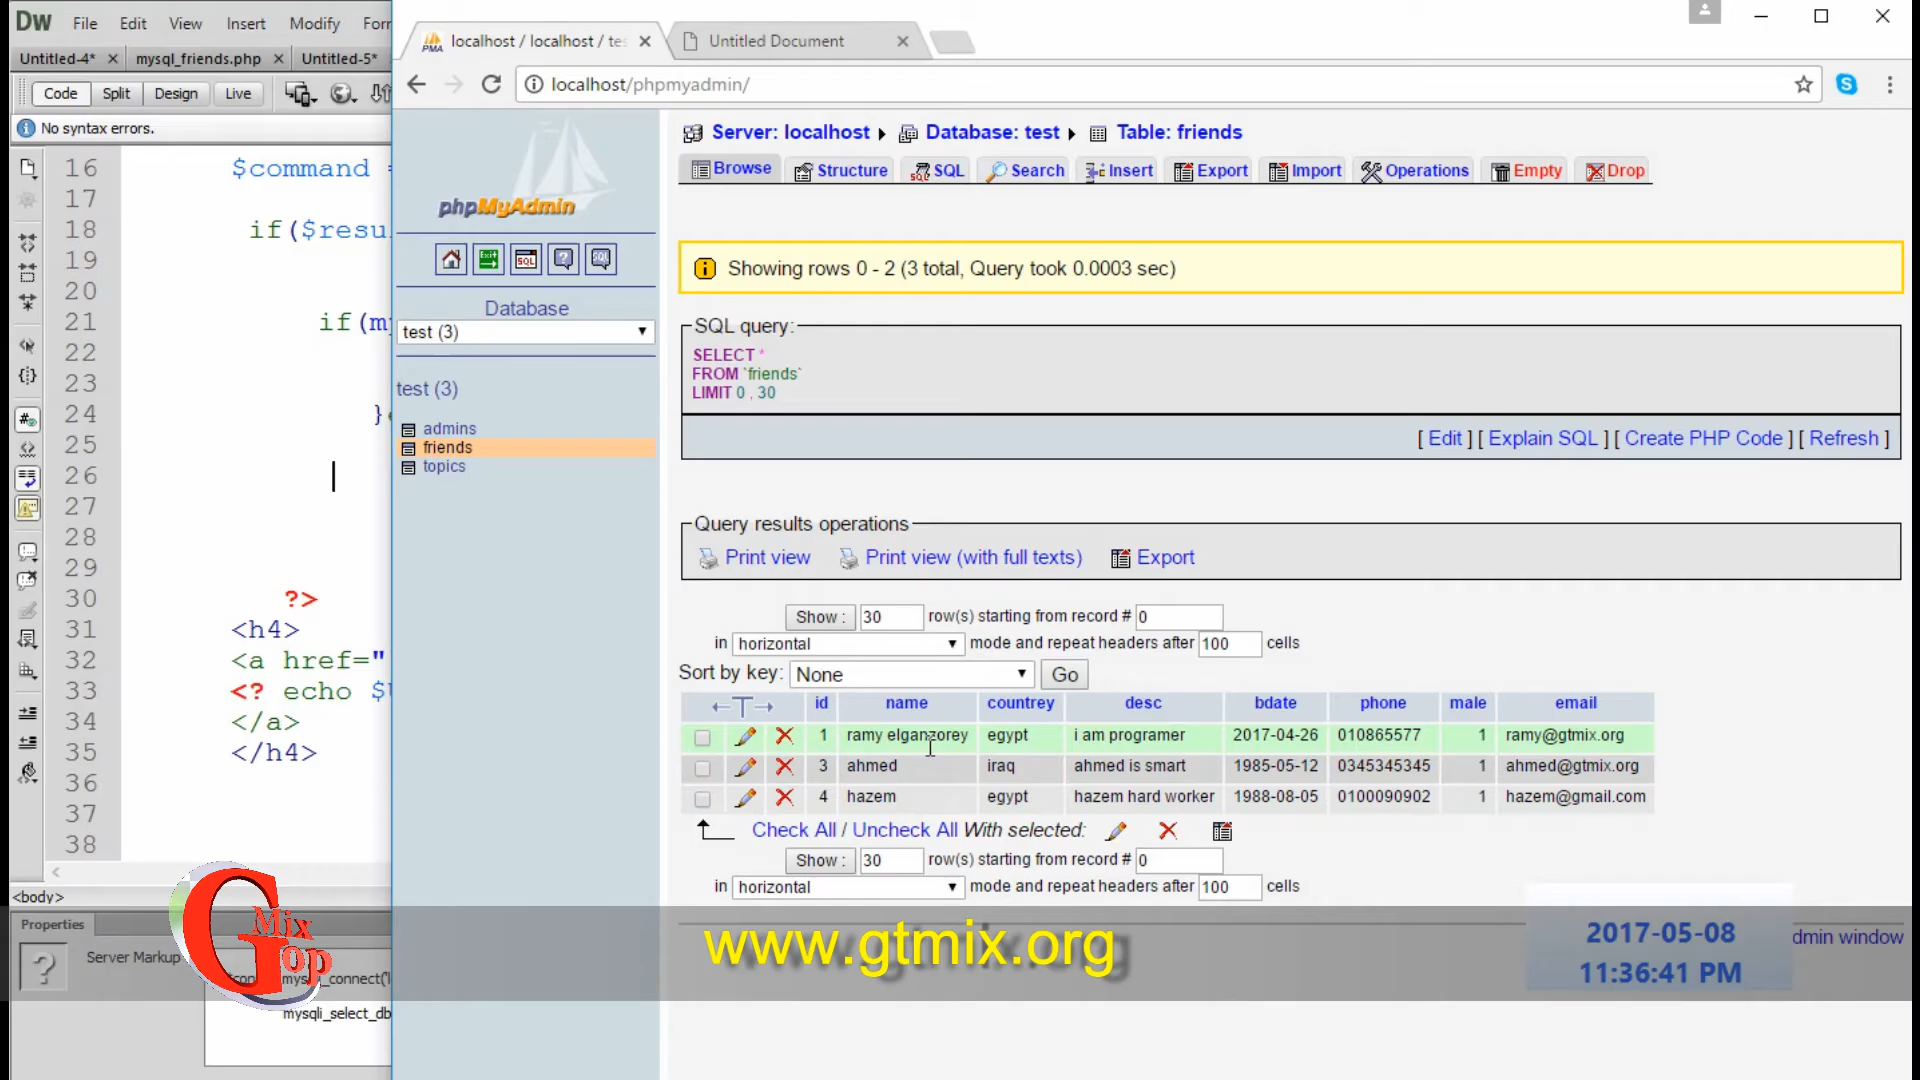 Dw File Edit View Insert Modify
Untitled-4* × mysql_friends.php × Untitled-5*
Code Split Design Live
No syntax errors.
16 $command
17
18 if($resu
19
20
21 if(my
22
23
24 }
25
26
27
28
29
30 ?>
31 <h4>
32 <a href="
33 <? echo $
34 </a>
35 </h4>
36
37
38
<body>
Properties
Server Markup
mysqli_connect('l
mysqli_select_db
localhost / localhost / tes ×
Untitled Document ×
localhost/phpmyadmin/
phpMyAdmin
Database
test (3)
test (3)
admins
friends
topics
Server: localhost Database: test Table: friends
Browse Structure SQL Search Insert Export Import Operations Empty Drop
Showing rows 0 - 2 (3 total, Query took 0.0003 sec)
SQL query:
SELECT *
FROM `friends`
LIMIT 0 , 30
[ Edit ] [ Explain SQL ] [ Create PHP Code ] [ Refresh ]
Query results operations
Print view Print view (with full texts) Export
Show : 30 row(s) starting from record # 0
in horizontal mode and repeat headers after 100 cells
Sort by key: None Go
id name countrey desc bdate phone male email
1 ramy elganzorey egypt i am programer 2017-04-26 010865577 1 ramy@gtmix.org
3 ahmed iraq ahmed is smart 1985-05-12 0345345345 1 ahmed@gtmix.org
4 hazem egypt hazem hard worker 1988-08-05 0100090902 1 hazem@gmail.com
Check All / Uncheck All With selected:
Show : 30 row(s) starting from record # 0
in horizontal mode and repeat headers after 100 cells
G Mix Top
www.gtmix.org
2017-05-08
11:36:41 PM
dmin window